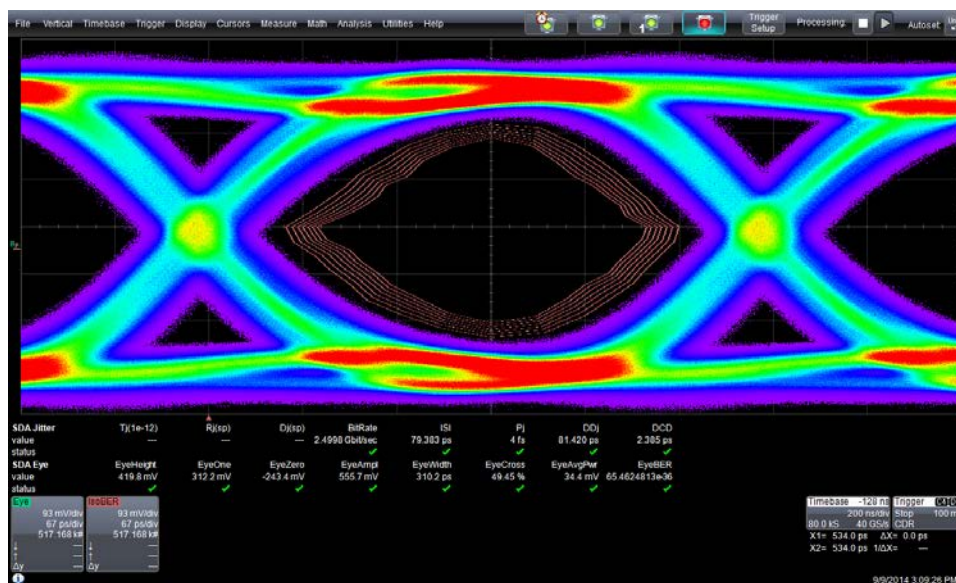 File Vertical Timebase Trigger Display Cursors Measure Math Analysis Utilities Help
Trigger Setup
Processing:
Autoset
SDA Jitter Tj(1e-12) Rj(sp) Dj(sp) BitRate ISI Pj DDj DCD
value --- --- --- 2.4998 Gbit/sec 79.383 ps 4 fs 81.420 ps 2.385 ps
status
SDA Eye EyeHeight EyeOne EyeZero EyeAmpl EyeWidth EyeCross EyeAvgPwr EyeBER
value 419.8 mV 312.2 mV -243.4 mV 555.7 mV 310.2 ps 49.45 % 34.4 mV 65.4624813e-36
status
Eye
93 mV/div
67 ps/div
517.168 k#
↓ ---
↑ ---
Δy ---
IsoBER
93 mV/div
67 ps/div
517.168 k#
↓ ---
↑ ---
Δy ---
Timebase -128 ns
200 ns/div
80.0 kS 40 GS/s
Trigger
Stop 100 m
CDR
X1= 534.0 ps ΔX= 0.0 ps
X2= 534.0 ps 1/ΔX= ---
9/9/2014 3:09:26 PM